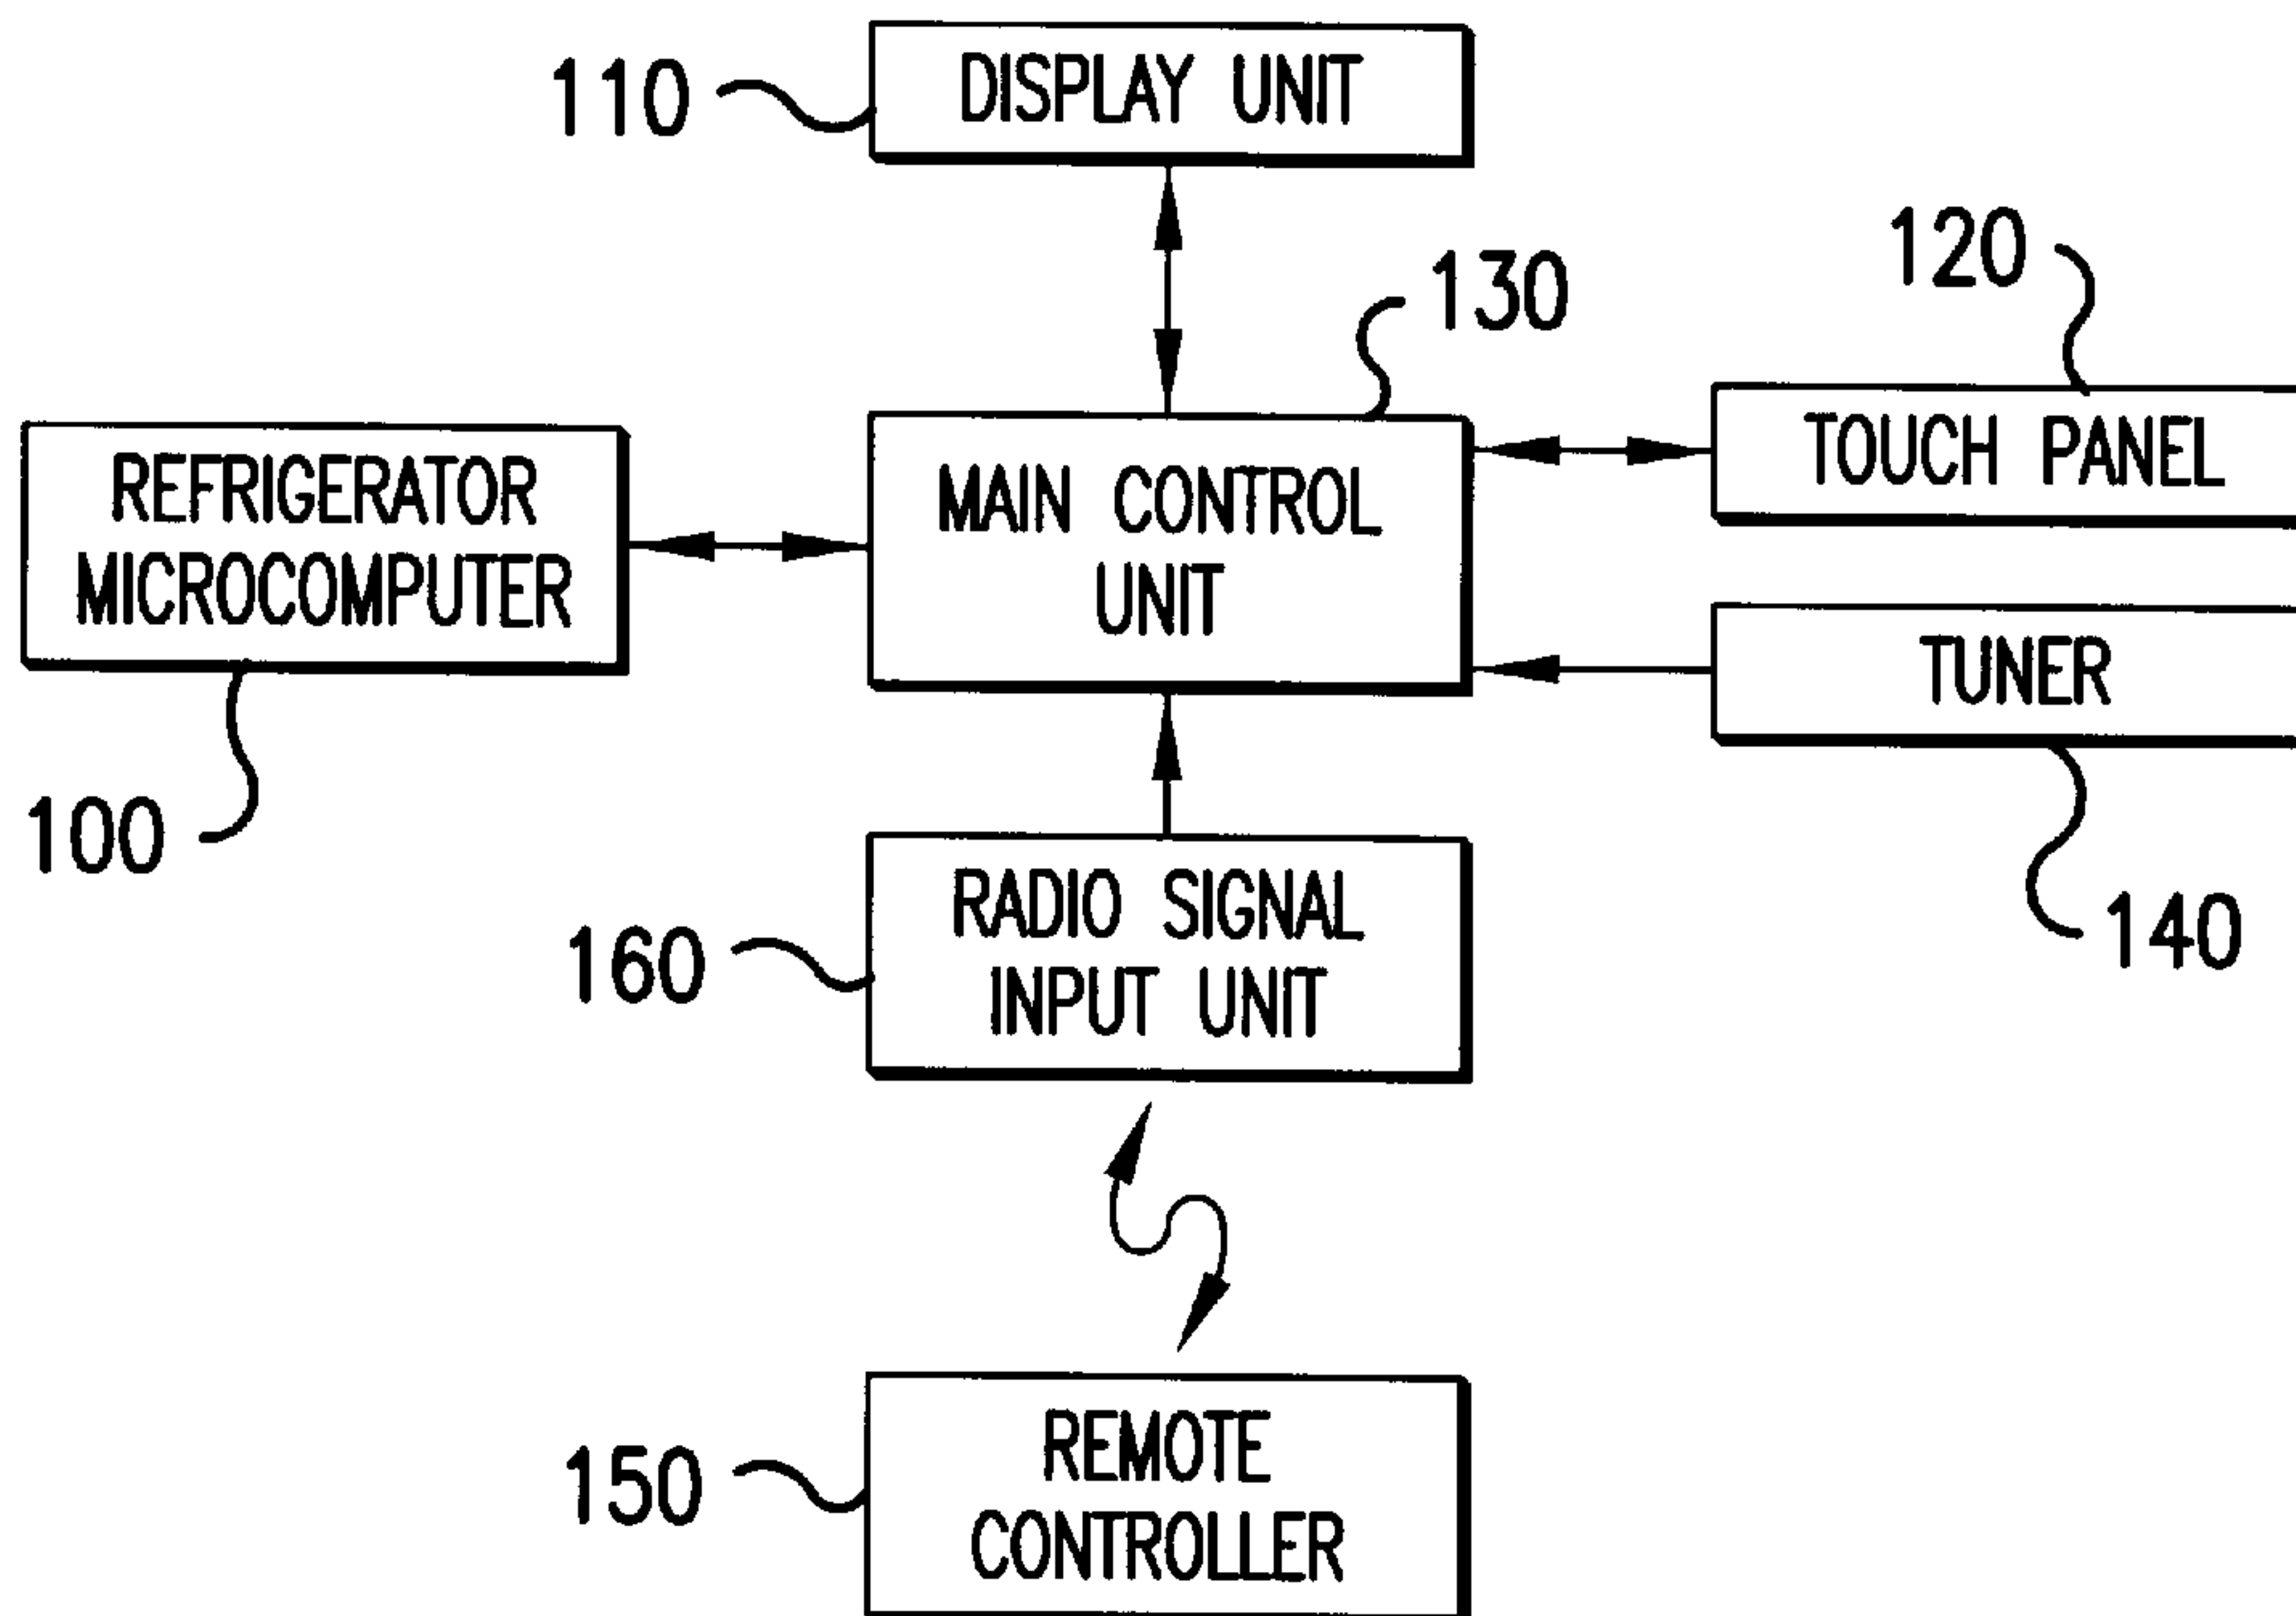 110
DISPLAY UNIT
130
120
REFRIGERATOR
MICROCOMPUTER
100
MAIN CONTROL
UNIT
TOUCH PANEL
TUNER
140
160
RADIO SIGNAL
INPUT UNIT
150
REMOTE
CONTROLLER